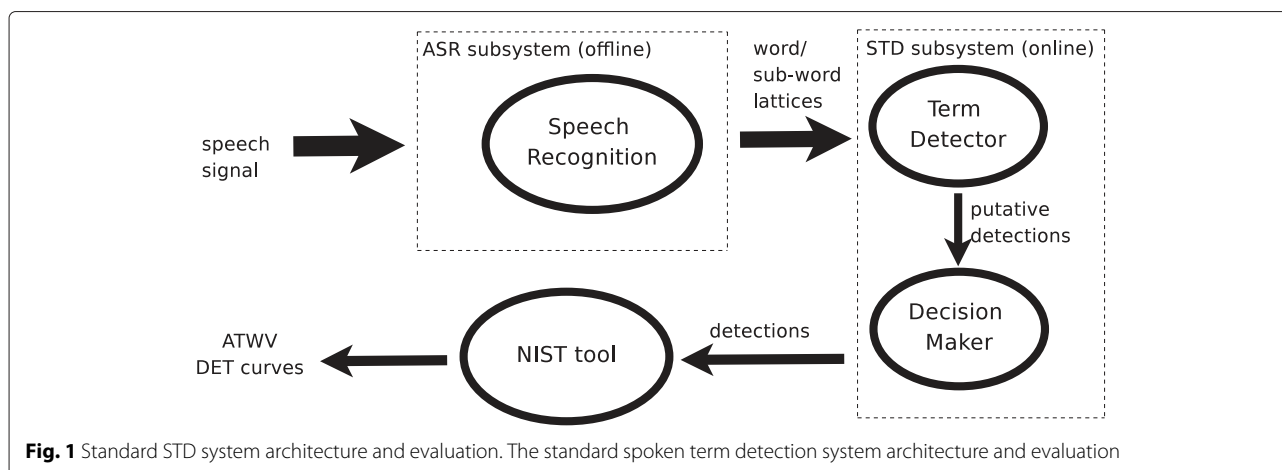 ASR subsystem (offline)
speech
signal
Speech
Recognition
word/
sub-word
lattices
STD subsystem (online)
Term
Detector
putative
detections
Decision
Maker
detections
NIST tool
ATWV
DET curves
Fig. 1 Standard STD system architecture and evaluation. The standard spoken term detection system architecture and evaluation